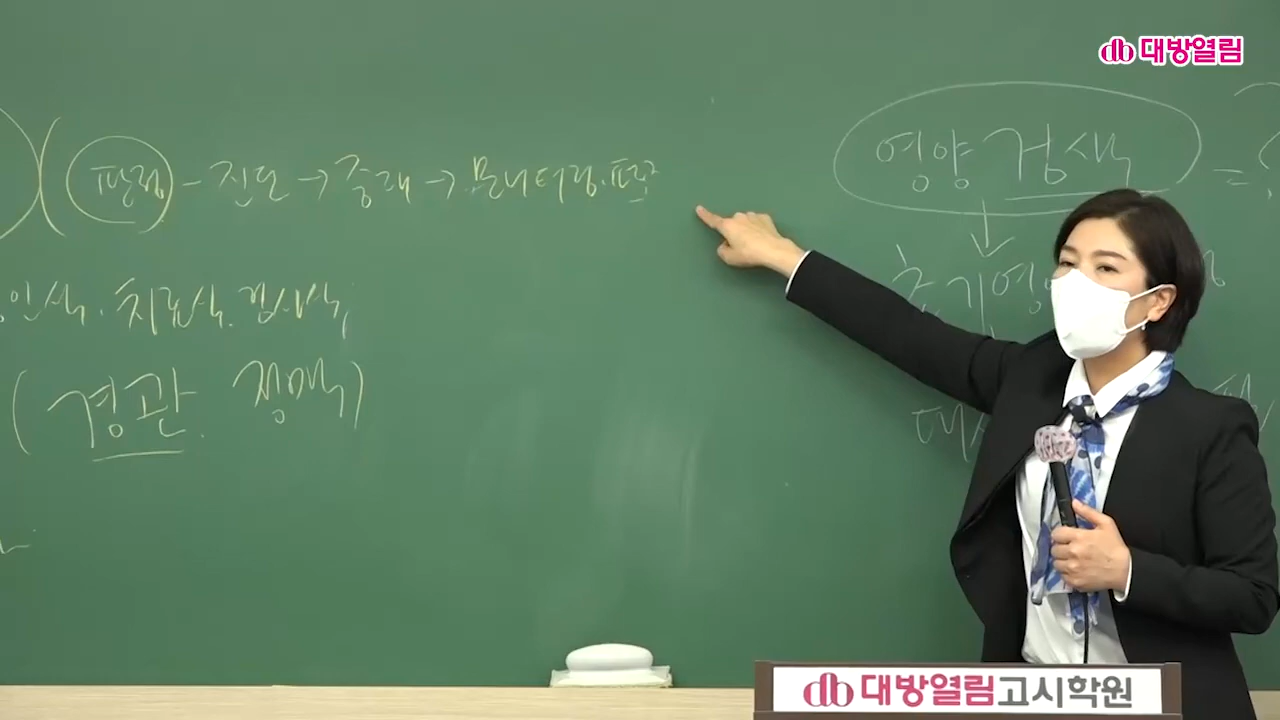 대방열림
영양 검색
(판정 - 진단 → 중재 → 모니터링.평가
인식. 치료식. 검사식,
(경관. 정맥)
대방열림고시학원